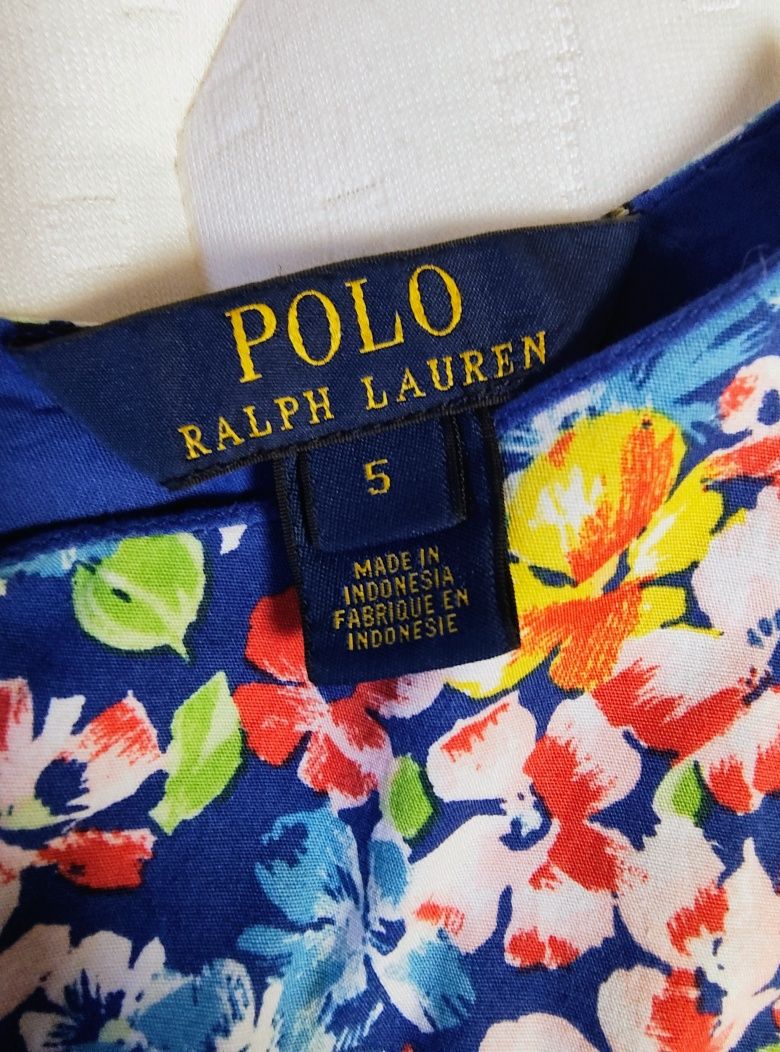 POLO
RALPH LAUREN
5
MADE IN
INDONESIA
FABRIQUE EN
INDONESIE